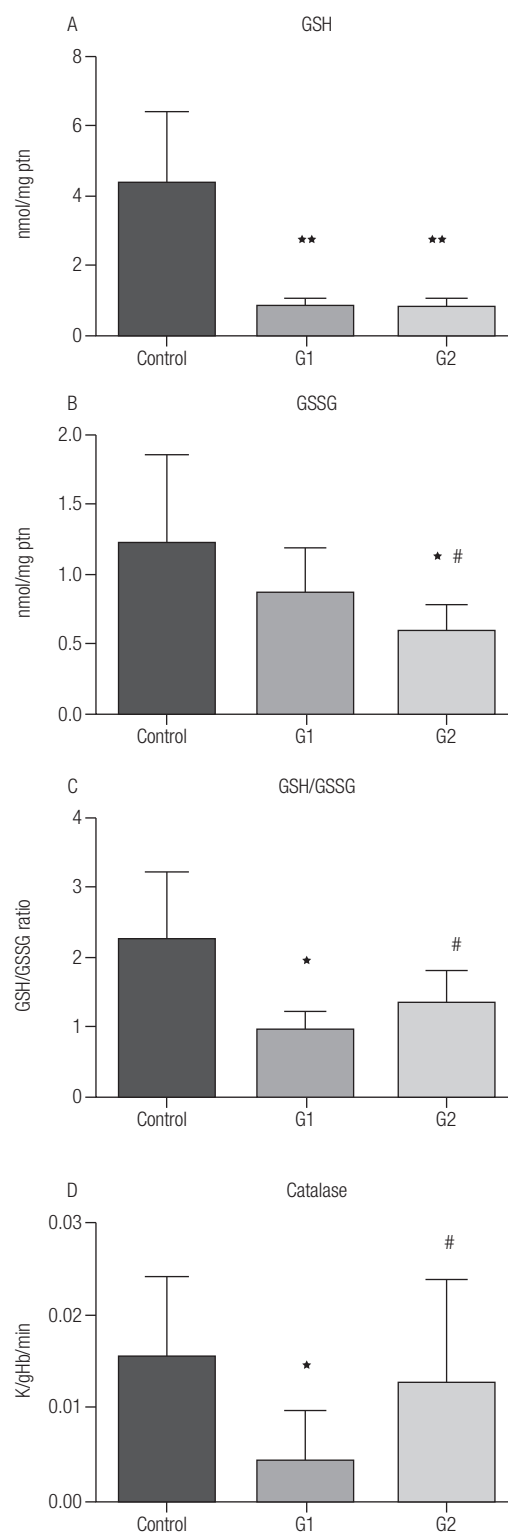 A GSH
8
6
4
2
0
nmol/mg ptn
★★ ★★
Control G1 G2
B GSSG
2.0
1.5
1.0
0.5
0.0
nmol/mg ptn
★ #
Control G1 G2
C GSH/GSSG
4
3
2
1
0
GSH/GSSG ratio
★ #
Control G1 G2
D Catalase
0.03
0.02
0.01
0.00
K/gHb/min
★ #
Control G1 G2